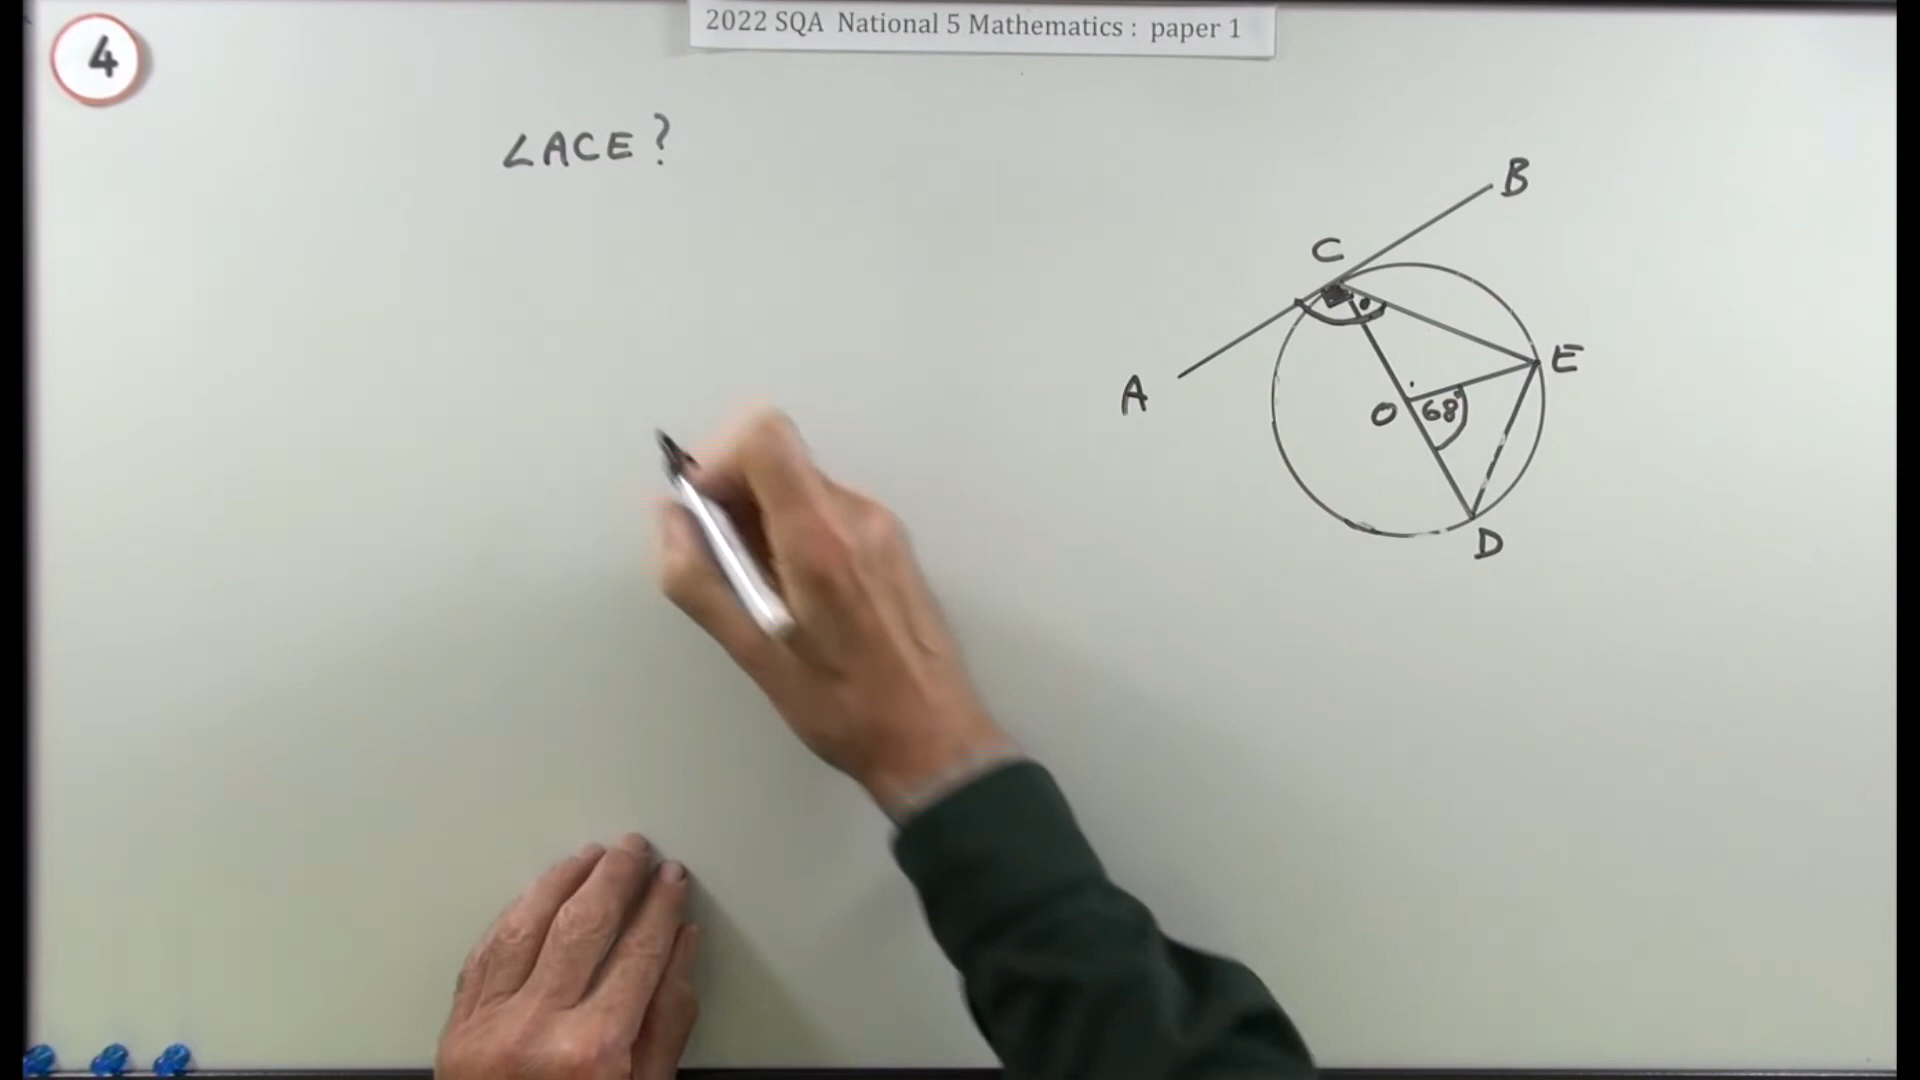 4
2022 SQA National 5 Mathematics : paper 1
∠ACE?
B
C
E
A
O
68°
D